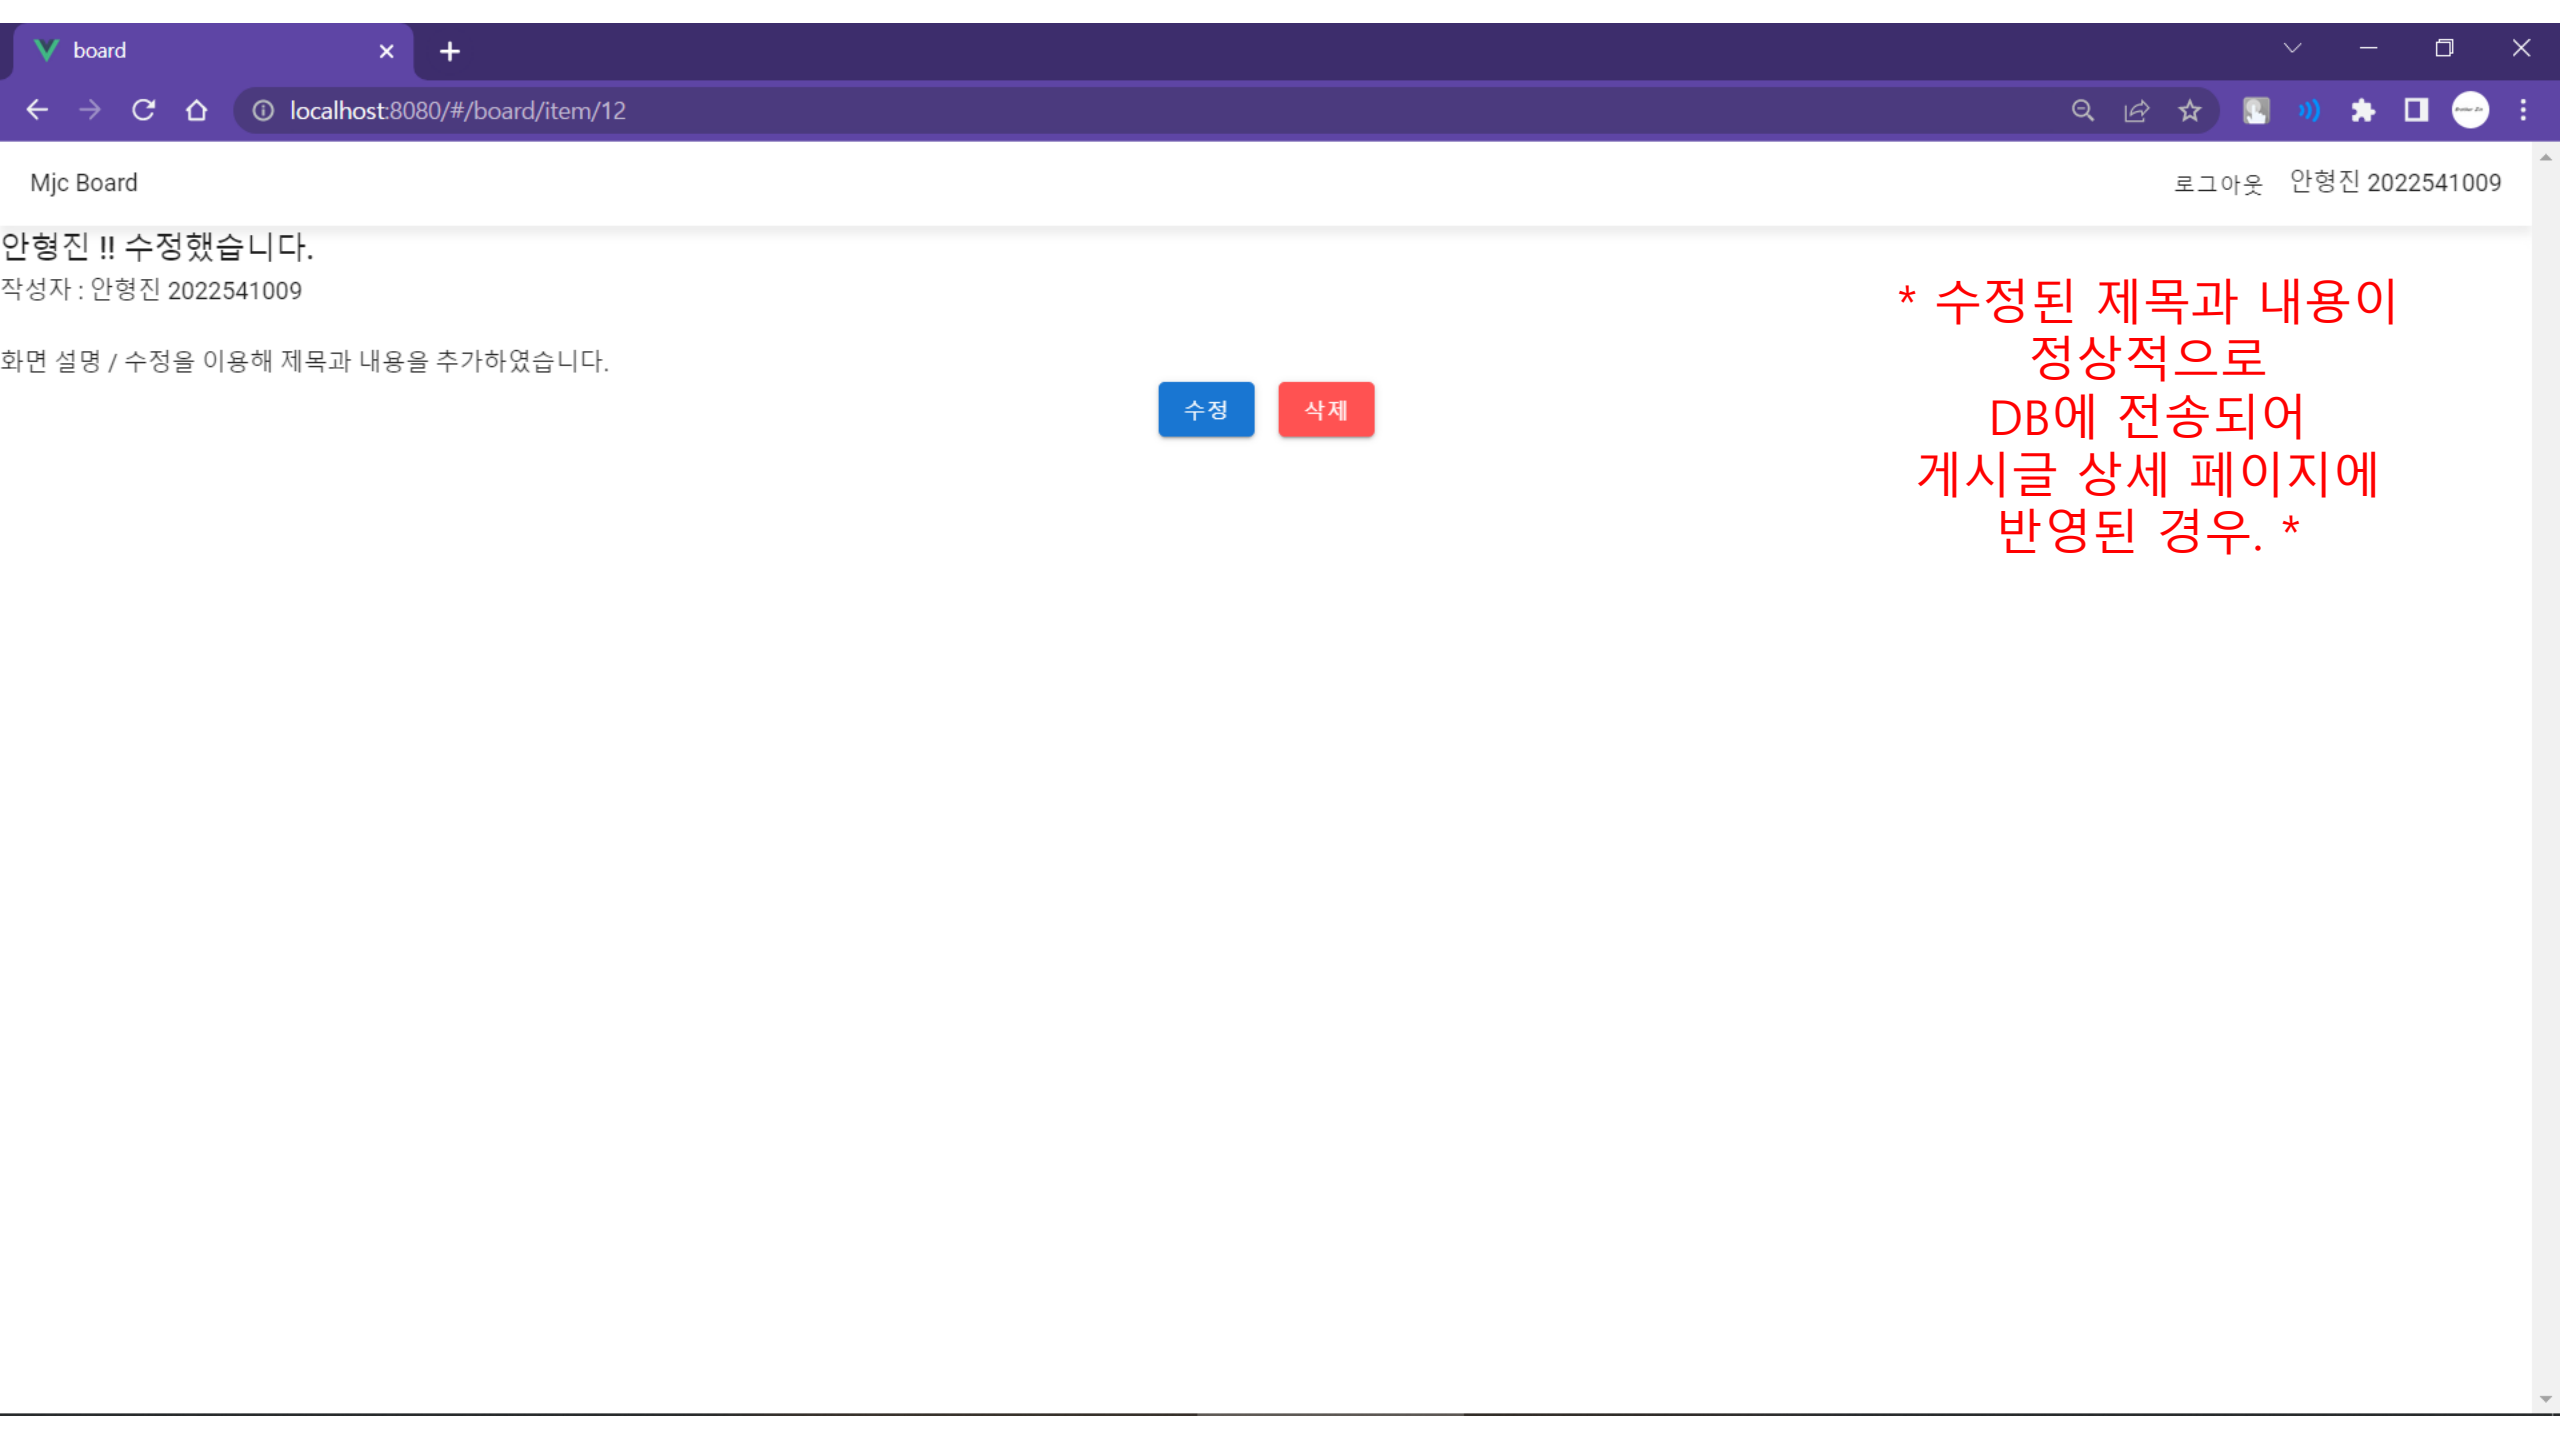 board
localhost:8080/#/board/item/12
Mjc Board
로그아웃 안형진 2022541009
안형진 !! 수정했습니다.
작성자 : 안형진 2022541009
화면 설명 / 수정을 이용해 제목과 내용을 추가하였습니다.
수정 삭제
* 수정된 제목과 내용이
정상적으로
DB에 전송되어
게시글 상세 페이지에
반영된 경우. *